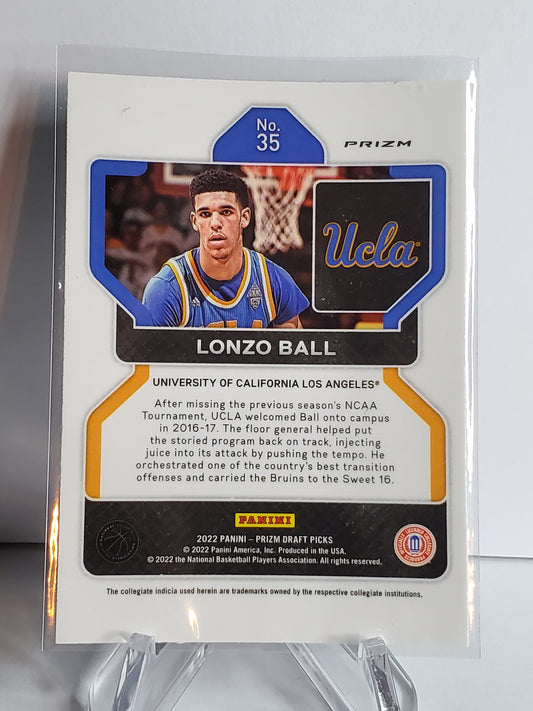 No.
35
PRIZM
Ucla
LONZO BALL
UNIVERSITY OF CALIFORNIA LOS ANGELES®
After missing the previous season's NCAA
Tournament, UCLA welcomed Ball onto campus
in 2016-17. The floor general helped put
the storied program back on track, injecting
juice into its attack by pushing the tempo. He
orchestrated one of the country's best transition
offenses and carried the Bruins to the Sweet 16.
PANINI
2022 PANINI – PRIZM DRAFT PICKS
© 2022 Panini America, Inc. Produced in the USA.
© 2022 the National Basketball Players Association. All rights reserved.
The collegiate indicia used herein are trademarks owned by the respective collegiate institutions.